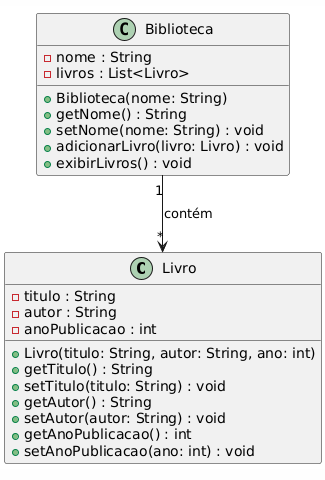 C Biblioteca
nome : String
livros : List<Livro>
Biblioteca(nome: String)
getNome() : String
setNome(nome: String) : void
adicionarLivro(livro: Livro) : void
exibirLivros() : void
1
contém
*
C Livro
titulo : String
autor : String
anoPublicacao : int
Livro(titulo: String, autor: String, ano: int)
getTitulo() : String
setTitulo(titulo: String) : void
getAutor() : String
setAutor(autor: String) : void
getAnoPublicacao() : int
setAnoPublicacao(ano: int) : void